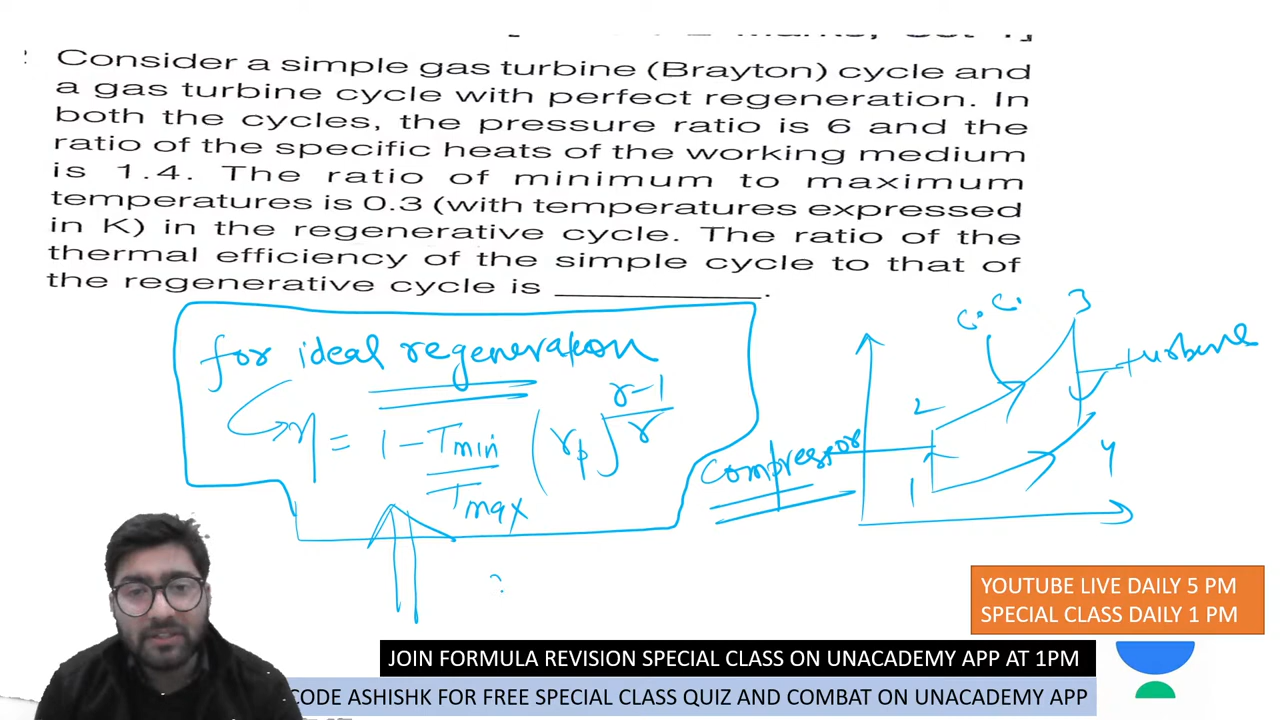 Consider a simple gas turbine (Brayton) cycle and
a gas turbine cycle with perfect regeneration. In
both the cycles, the pressure ratio is 6 and the
ratio of the specific heats of the working medium
is 1.4. The ratio of minimum to maximum
temperatures is 0.3 (with temperatures expressed
in K) in the regenerative cycle. The ratio of the
thermal efficiency of the simple cycle to that of
the regenerative cycle is __________.
for ideal regeneration
η = 1 - Tmin/Tmax (rp)^(r-1)/r
C.C.
3
turbine
2
compressor
1
4
YOUTUBE LIVE DAILY 5 PM
SPECIAL CLASS DAILY 1 PM
JOIN FORMULA REVISION SPECIAL CLASS ON UNACADEMY APP AT 1PM
CODE ASHISHK FOR FREE SPECIAL CLASS QUIZ AND COMBAT ON UNACADEMY APP